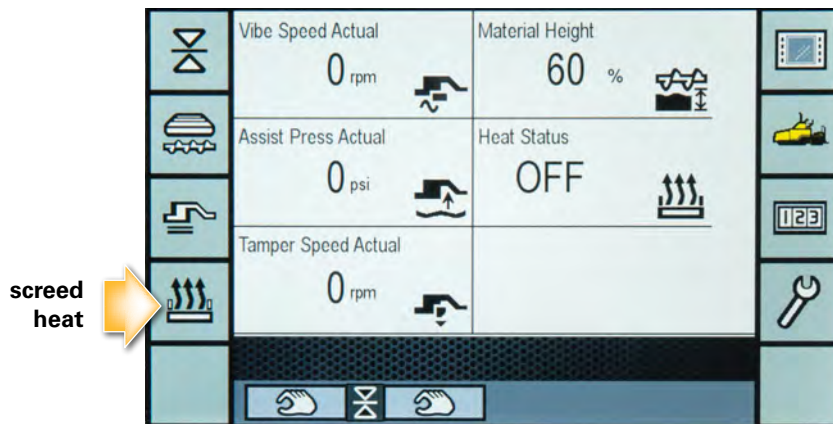 Vibe Speed Actual
0 rpm
Material Height
60 %
Assist Press Actual
0 psi
Heat Status
OFF
Tamper Speed Actual
0 rpm
123
screed
heat